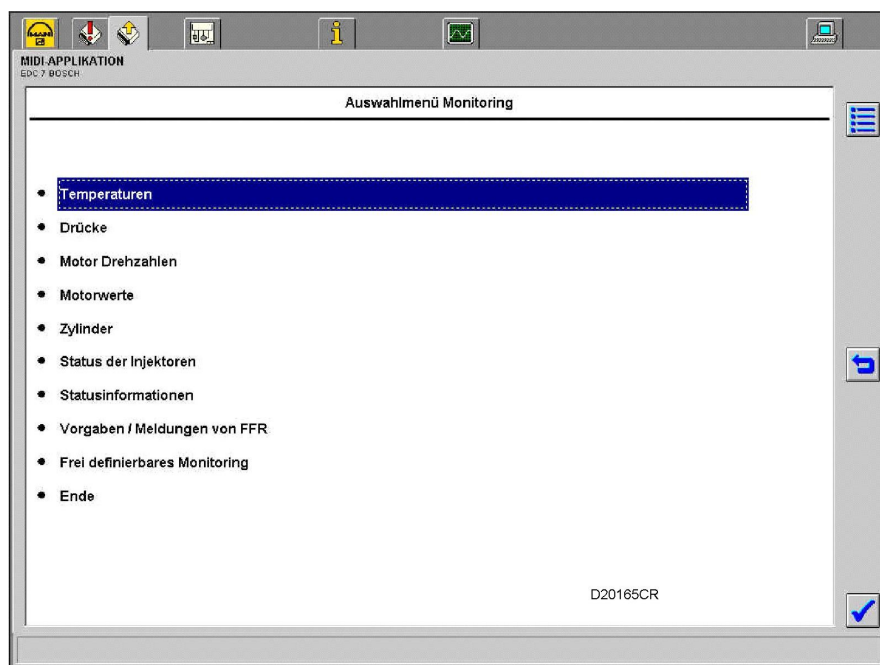 MAN
MIDI-APPLIKATION
EDC 7 BOSCH
Auswahlmenü Monitoring
Temperaturen
Drücke
Motor Drehzahlen
Motorwerte
Zylinder
Status der Injektoren
Statusinformationen
Vorgaben / Meldungen von FFR
Frei definierbares Monitoring
Ende
D20165CR